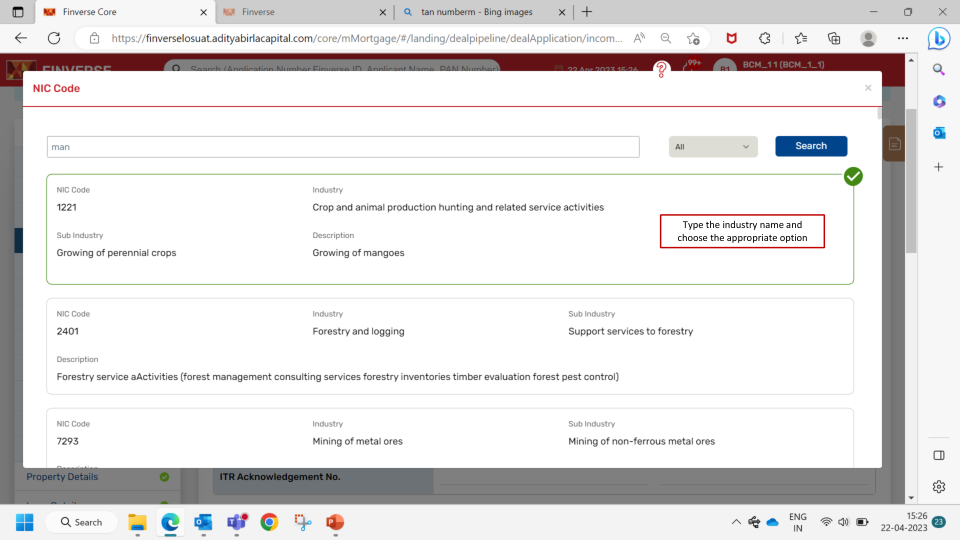 Finverse Core
Finverse
tan numberm - Bing images
https://finverselosuat.adityabirlacapital.com/core/mMortgage/#/landing/dealpipeline/dealApplication/incom...
FINVERSE
Search (Application Number Finverse ID, Applicant Name, PAN Number)
22 Apr 2023 15:26
99+
B1
BCM_1 1 (BCM_1_1)
NIC Code
man
All
Search
NIC Code
Industry
1221
Crop and animal production hunting and related service activities
Type the industry name and
choose the appropriate option
Sub Industry
Description
Growing of perennial crops
Growing of mangoes
NIC Code
Industry
Sub Industry
2401
Forestry and logging
Support services to forestry
Description
Forestry service aActivities (forest management consulting services forestry inventories timber evaluation forest pest control)
NIC Code
Industry
Sub Industry
7293
Mining of metal ores
Mining of non-ferrous metal ores
Description
Property Details
ITR Acknowledgement No.
Search
ENG
IN
15:26
22-04-2023
23